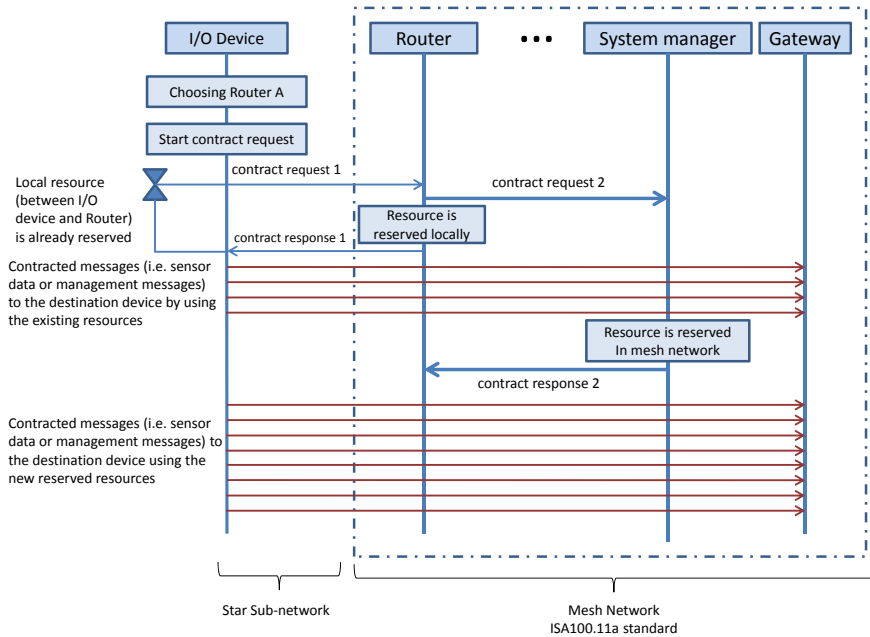 I/O Device
Router
•••
System manager
Gateway
Choosing Router A
Start contract request
contract request 1
contract request 2
Local resource
(between I/O
device and Router)
is already reserved
Resource is
reserved locally
contract response 1
Contracted messages (i.e. sensor
data or management messages)
to the destination device by using
the existing resources
Resource is reserved
In mesh network
contract response 2
Contracted messages (i.e. sensor
data or management messages) to
the destination device using the
new reserved resources
Star Sub-network
Mesh Network
ISA100.11a standard